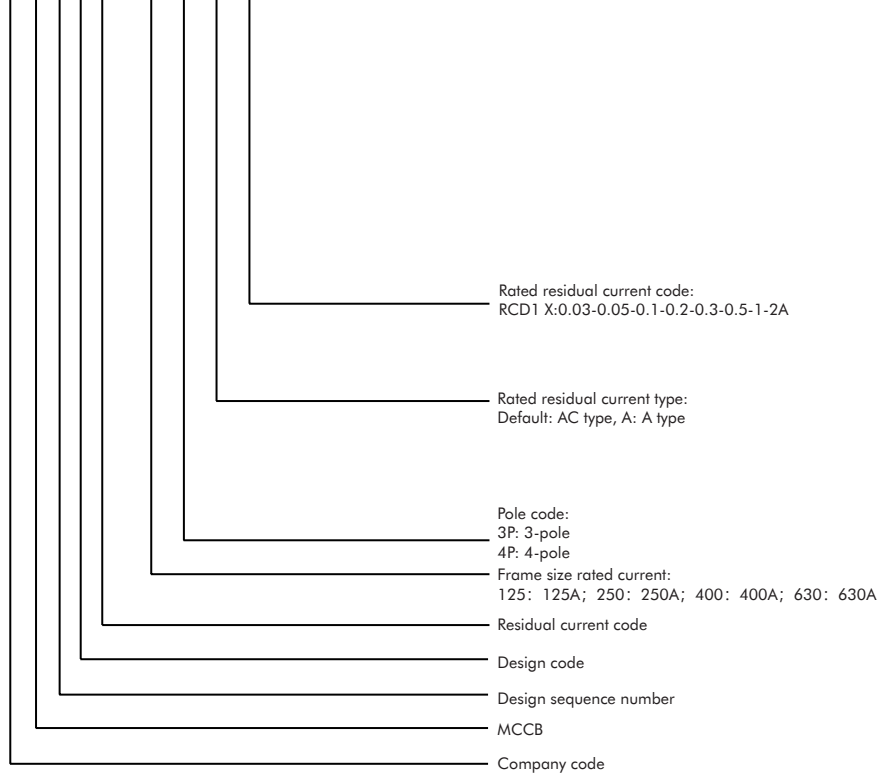 Rated residual current code:
RCD1 X:0.03-0.05-0.1-0.2-0.3-0.5-1-2A
Rated residual current type:
Default: AC type, A: A type
Pole code:
3P: 3-pole
4P: 4-pole
Frame size rated current:
125： 125A； 250： 250A； 400： 400A； 630： 630A
Residual current code
Design code
Design sequence number
MCCB
Company code